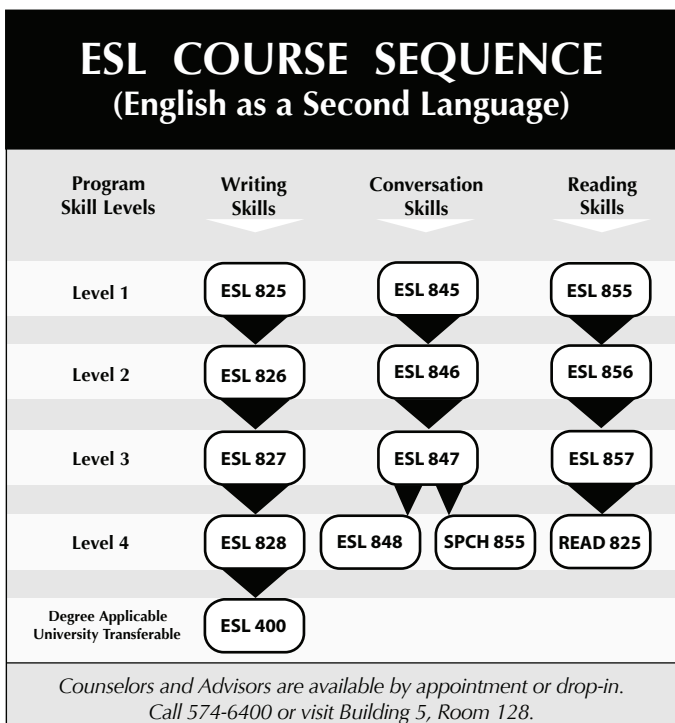 ESL COURSE SEQUENCE
(English as a Second Language)
Program Writing Conversation Reading
Skill Levels Skills Skills Skills
Level 1 ESL 825 ESL 845 ESL 855
Level 2 ESL 826 ESL 846 ESL 856
Level 3 ESL 827 ESL 847 ESL 857
Level 4 ESL 828 ESL 848 SPCH 855 READ 825
Degree Applicable
University Transferable ESL 400
Counselors and Advisors are available by appointment or drop-in.
Call 574-6400 or visit Building 5, Room 128.